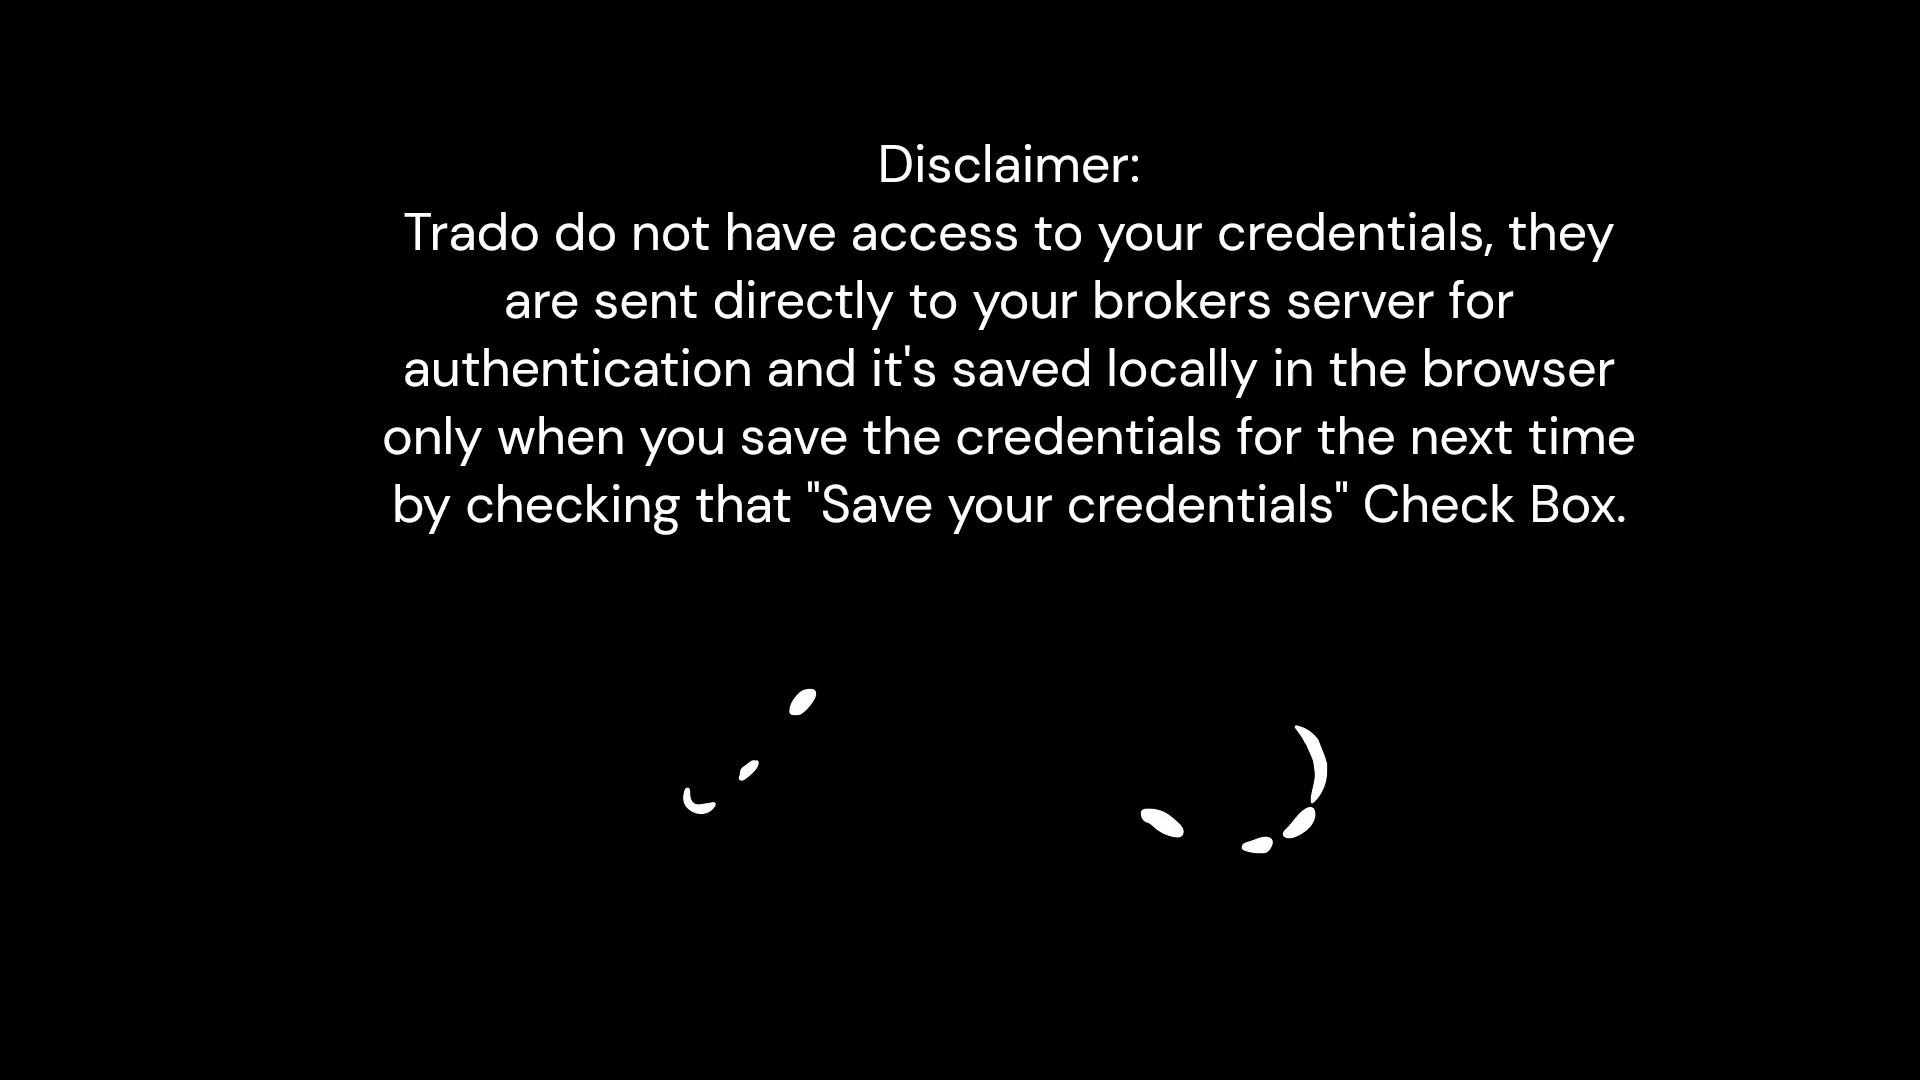 Disclaimer:
Trado do not have access to your credentials, they
are sent directly to your brokers server for
authentication and it's saved locally in the browser
only when you save the credentials for the next time
by checking that "Save your credentials" Check Box.